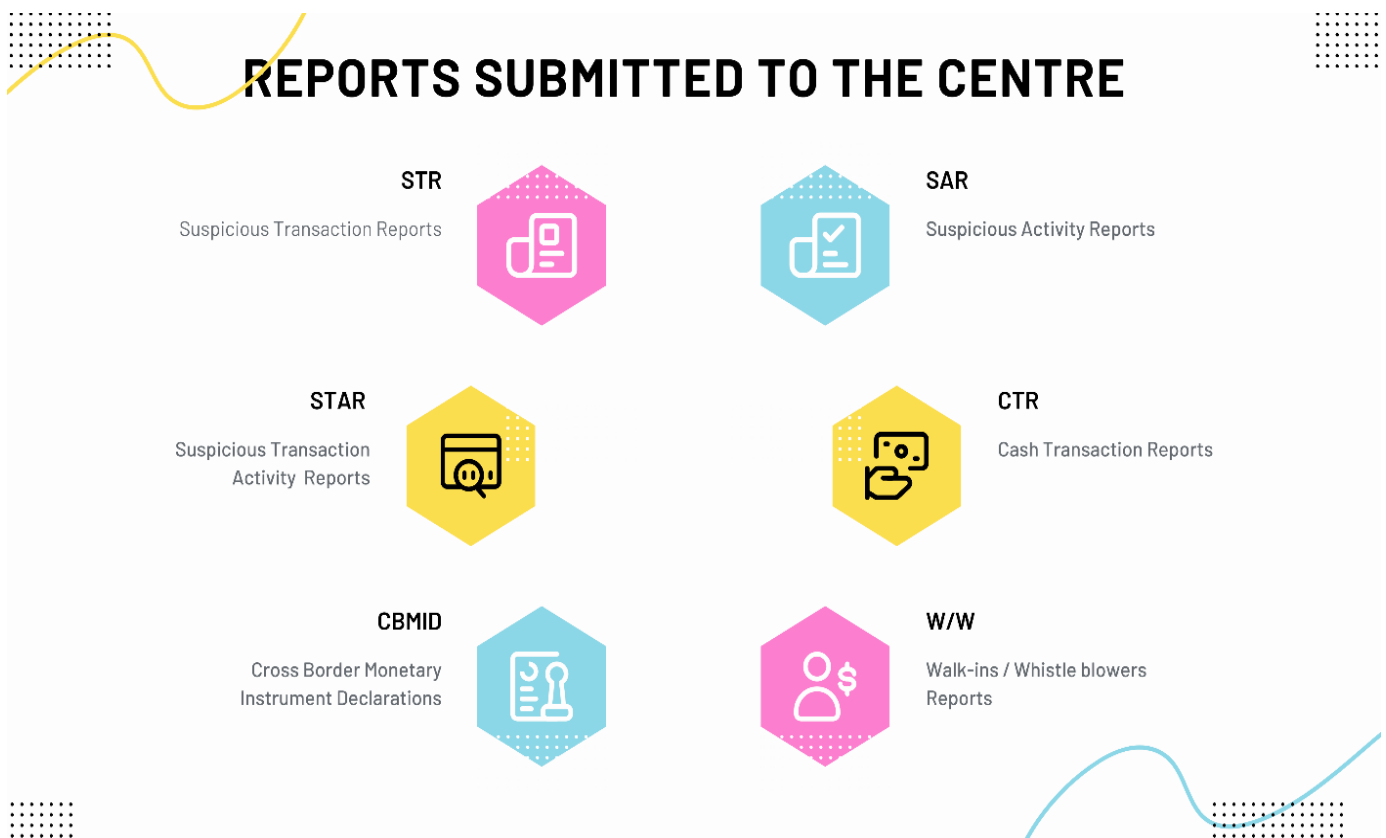 REPORTS SUBMITTED TO THE CENTRE
STR
Suspicious Transaction Reports
SAR
Suspicious Activity Reports
STAR
Suspicious Transaction
Activity Reports
CTR
Cash Transaction Reports
CBMID
Cross Border Monetary
Instrument Declarations
W/W
Walk-ins / Whistle blowers
Reports